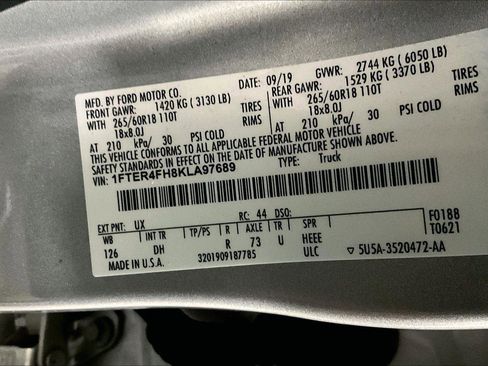 MFD. BY FORD MOTOR CO.
DATE: 09/19 GVWR: 2744 KG ( 6050 LB)
FRONT GAWR: 1420 KG ( 3130 LB) REAR GAWR: 1529 KG ( 3370 LB)
WITH 265/60R18 110T TIRES WITH 265/60R18 110T TIRES
18x8.0J RIMS 18x8.0J RIMS
AT 210 kPa/ 30 PSI COLD AT 210 kPa/ 30 PSI COLD
THIS VEHICLE CONFORMS TO ALL APPLICABLE FEDERAL MOTOR VEHICLE
SAFETY STANDARDS IN EFFECT ON THE DATE OF MANUFACTURE SHOWN ABOVE.
VIN: 1FTER4FH8KLA97689 TYPE: Truck
EXT PNT: UX RC: 44 DSO: F0188
WB INT TR TP/PS R AXLE TR SPR T0621
126 DH R 73 U HEEE
MADE IN U.S.A. 3201909187785 ULC 5U5A-3520472-AA